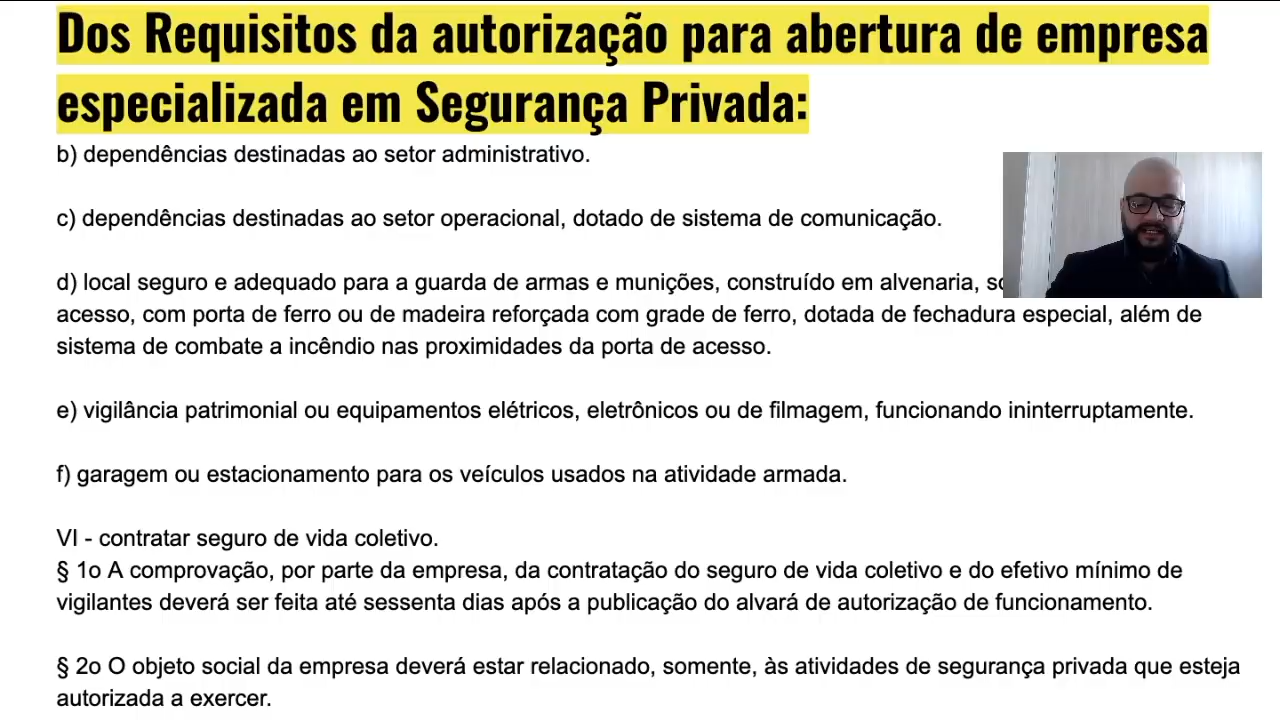 Dos Requisitos da autorização para abertura de empresa
especializada em Segurança Privada:
b) dependências destinadas ao setor administrativo.
c) dependências destinadas ao setor operacional, dotado de sistema de comunicação.
d) local seguro e adequado para a guarda de armas e munições, construído em alvenaria,
acesso, com porta de ferro ou de madeira reforçada com grade de ferro, dotada de fechadura especial, além de
sistema de combate a incêndio nas proximidades da porta de acesso.
e) vigilância patrimonial ou equipamentos elétricos, eletrônicos ou de filmagem, funcionando ininterruptamente.
f) garagem ou estacionamento para os veículos usados na atividade armada.
VI - contratar seguro de vida coletivo.
§ 1o A comprovação, por parte da empresa, da contratação do seguro de vida coletivo e do efetivo mínimo de
vigilantes deverá ser feita até sessenta dias após a publicação do alvará de autorização de funcionamento.
§ 2o O objeto social da empresa deverá estar relacionado, somente, às atividades de segurança privada que esteja
autorizada a exercer.